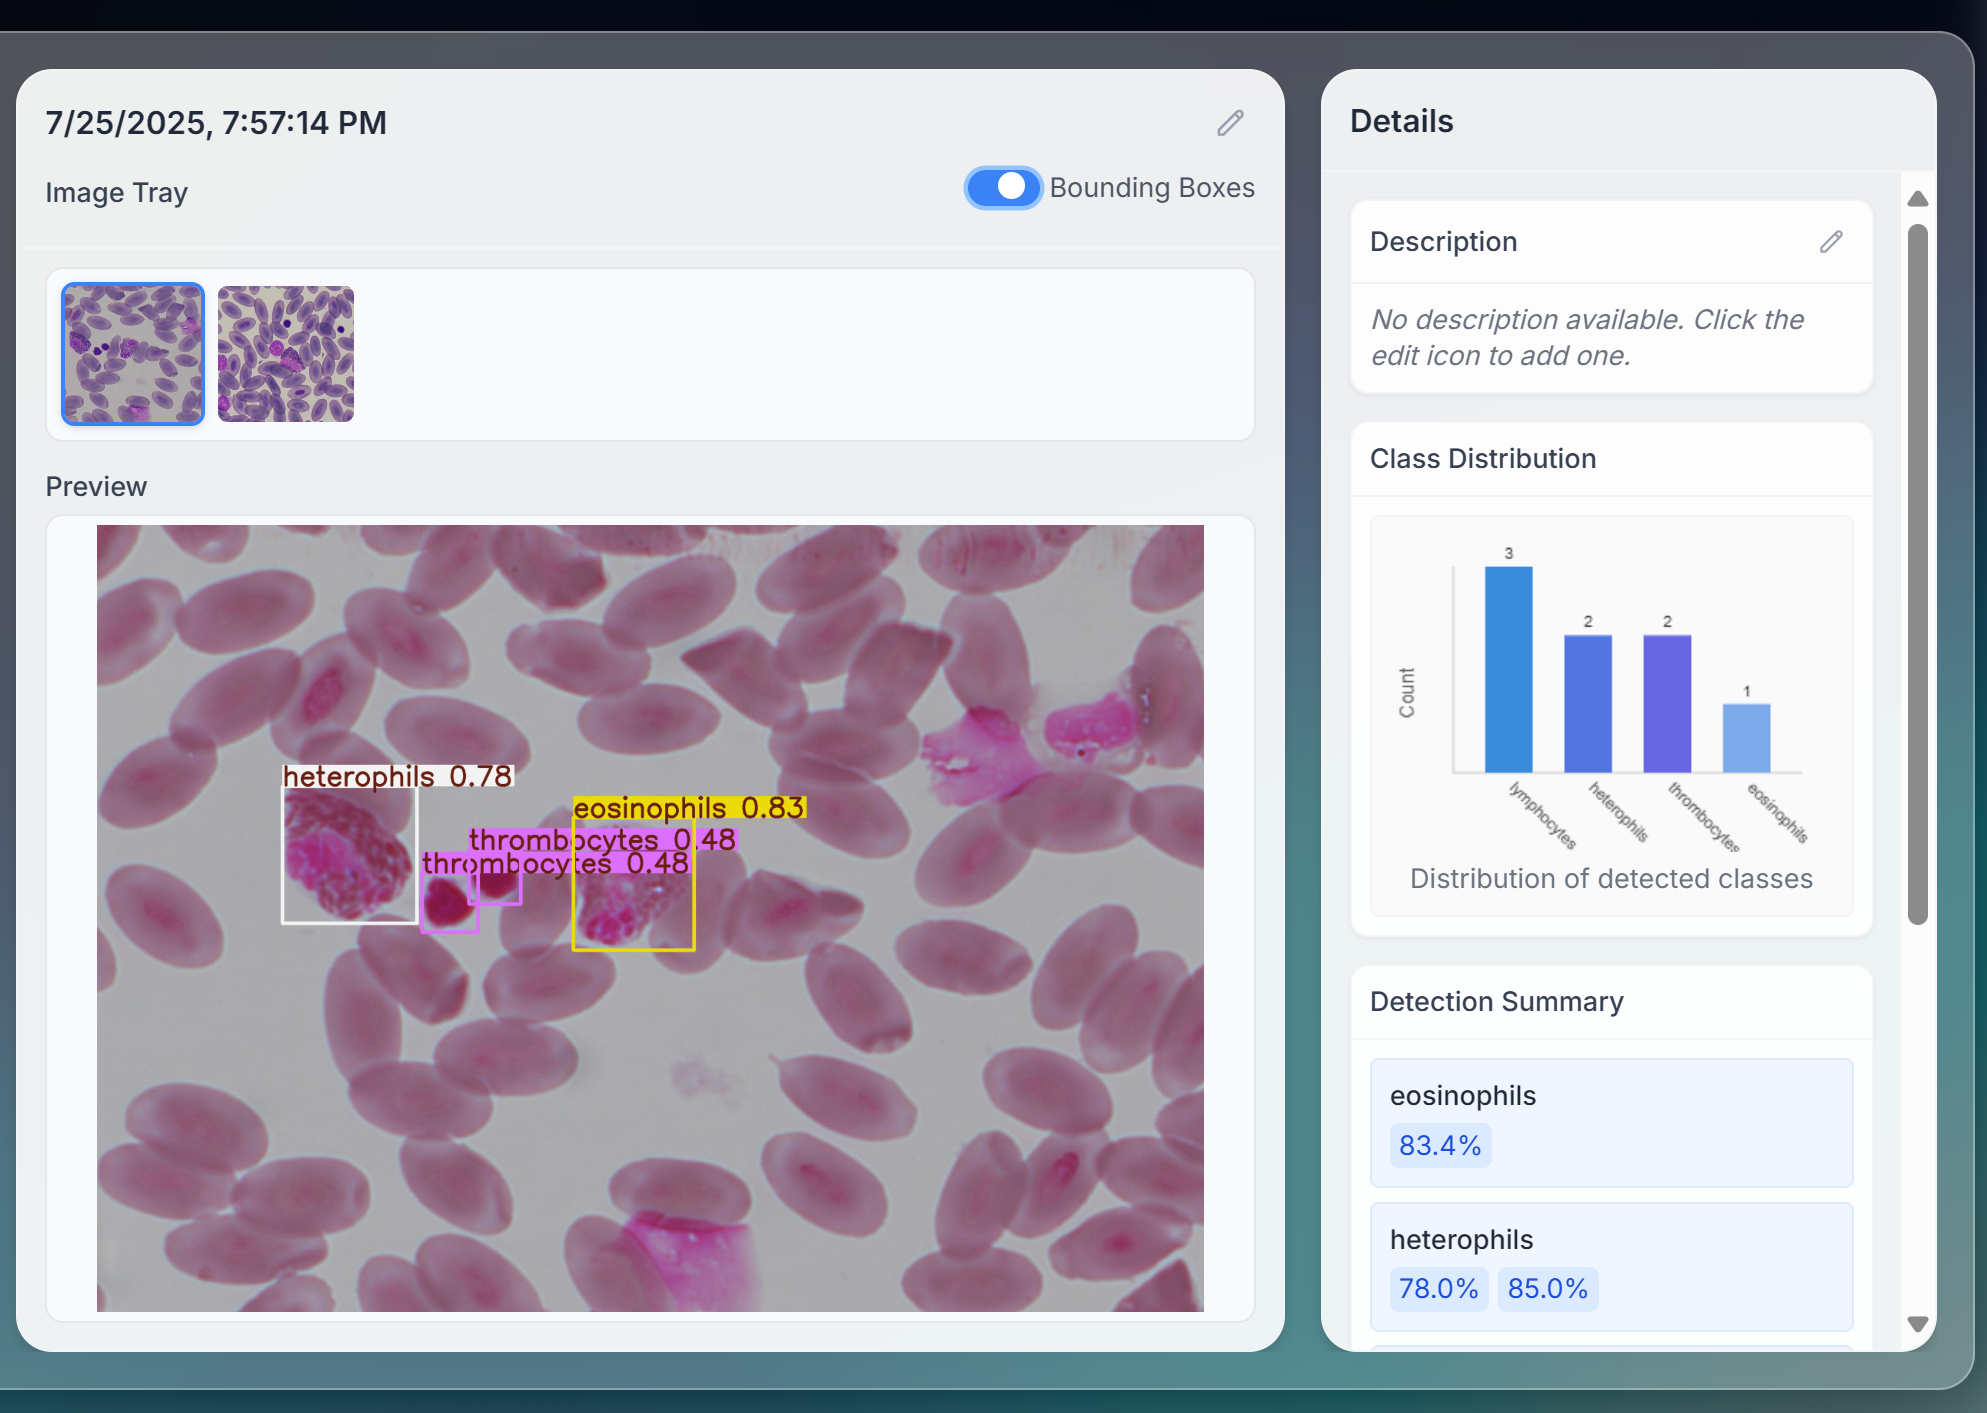 7/25/2025, 7:57:14 PM
Image Tray
Bounding Boxes
Preview
heterophils 0.78
eosinophils 0.83
thrombocytes 0.48
thrombocytes 0.48
Details
Description
No description available. Click the
edit icon to add one.
Class Distribution
3
2
2
1
Count
lymphocytes
heterophils
thrombocytes
eosinophils
Distribution of detected classes
Detection Summary
eosinophils
83.4%
heterophils
78.0% 85.0%